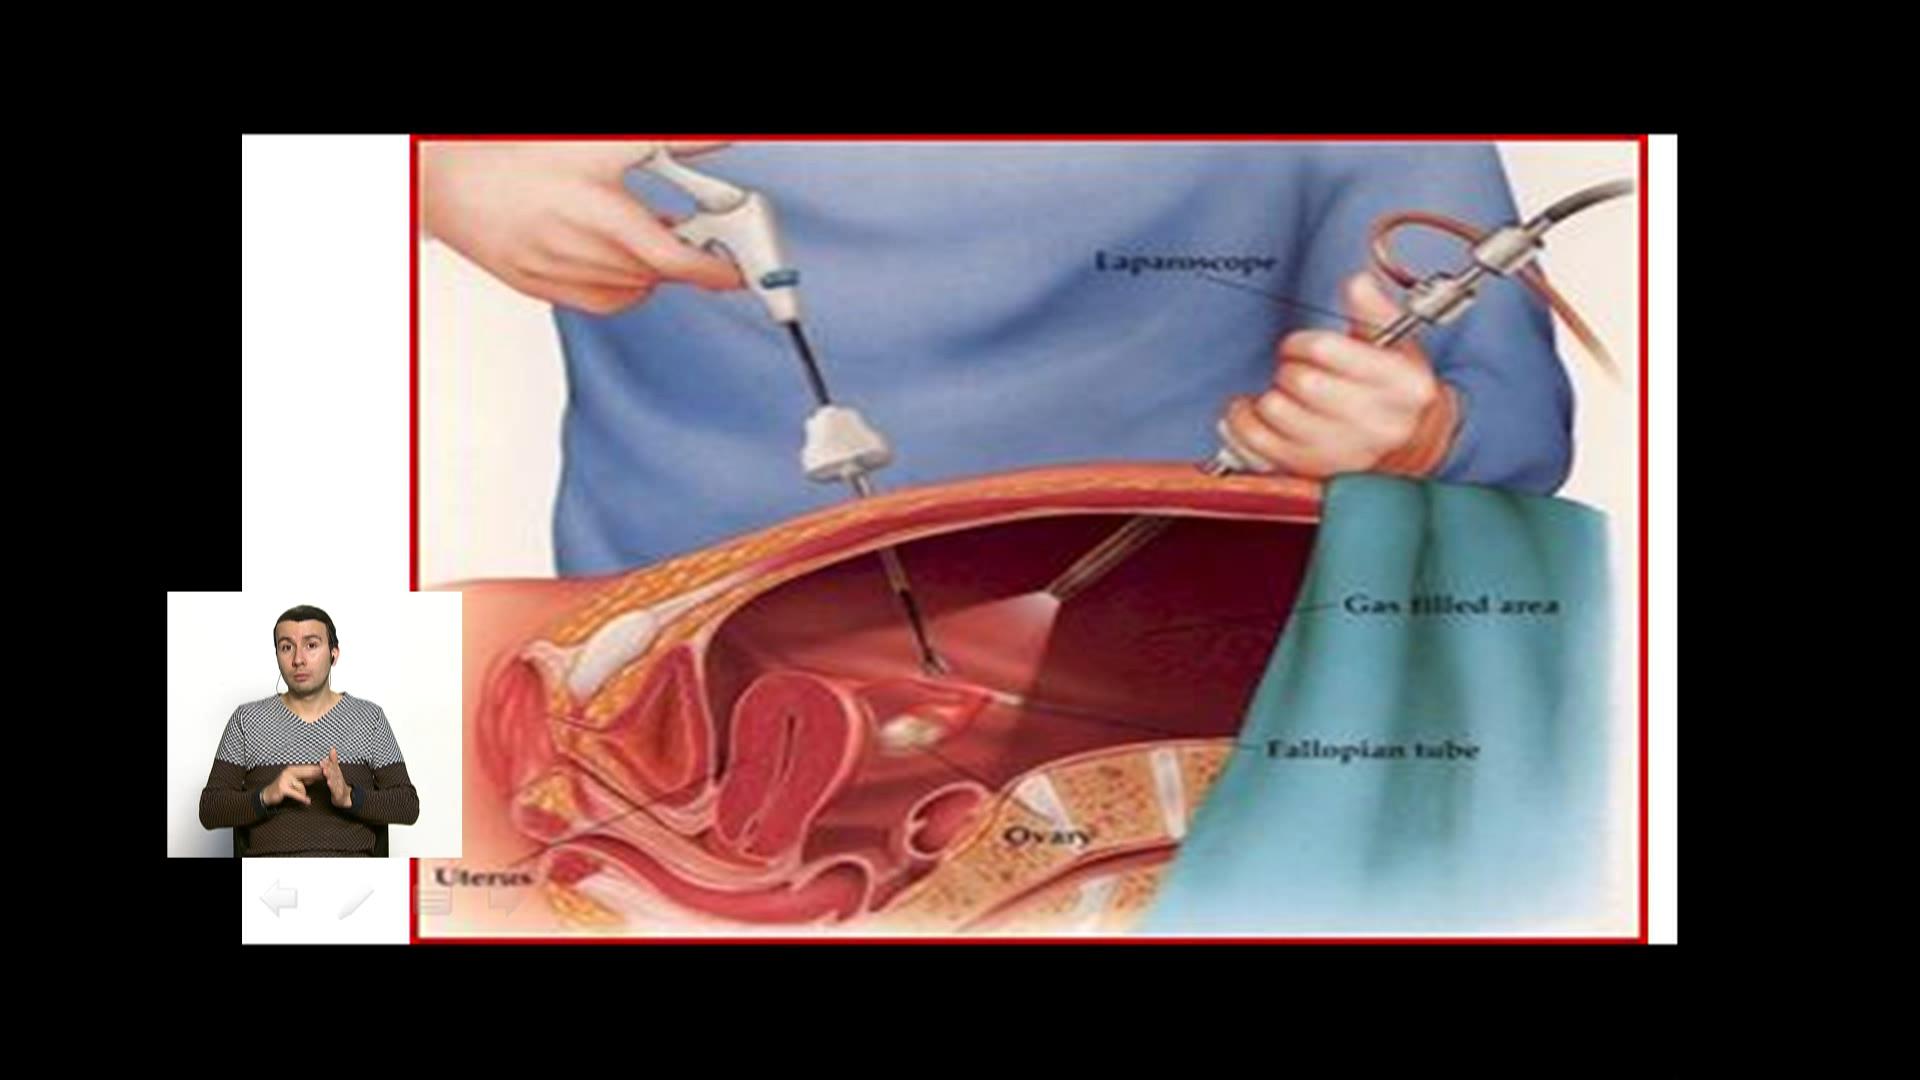 Laparoscope
Gas filled area
Fallopian tube
Ovary
Uterus